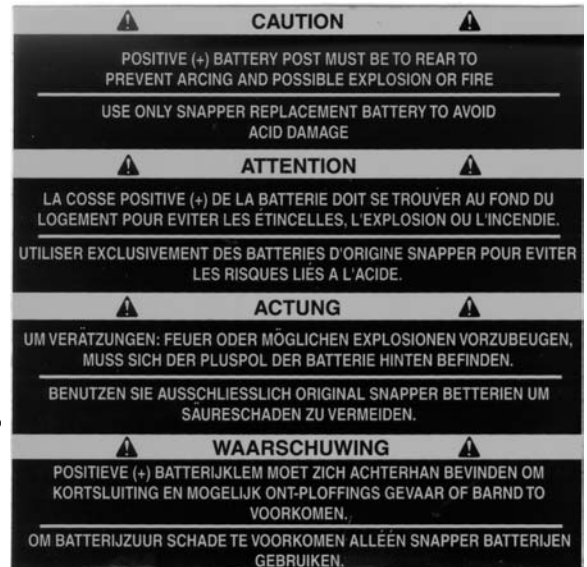 CAUTION
POSITIVE (+) BATTERY POST MUST BE TO REAR TO
PREVENT ARCING AND POSSIBLE EXPLOSION OR FIRE
USE ONLY SNAPPER REPLACEMENT BATTERY TO AVOID
ACID DAMAGE
ATTENTION
LA COSSE POSITIVE (+) DE LA BATTERIE DOIT SE TROUVER AU FOND DU
LOGEMENT POUR EVITER LES ÉTINCELLES, L'EXPLOSION OU L'INCENDIE.
UTILISER EXCLUSIVEMENT DES BATTERIES D'ORIGINE SNAPPER POUR EVITER
LES RISQUES LIÉS A L'ACIDE.
ACTUNG
UM VERÄTZUNGEN: FEUER ODER MÖGLICHEN EXPLOSIONEN VORZUBEUGEN,
MUSS SICH DER PLUSPOL DER BATTERIE HINTEN BEFINDEN.
BENUTZEN SIE AUSSCHLIESSLICH ORIGINAL SNAPPER BETTERIEN UM
SÄURESCHADEN ZU VERMEIDEN.
WAARSCHUWING
POSITIEVE (+) BATTERIJKLEM MOET ZICH ACHTERHAN BEVINDEN OM
KORTSLUITING EN MOGELIJK ONT-PLOFFINGS GEVAAR OF BARND TO
VOORKOMEN.
OM BATTERIJZUUR SCHADE TE VOORKOMEN ALLÉÉN SNAPPER BATTERIJEN
GEBRUIKEN.